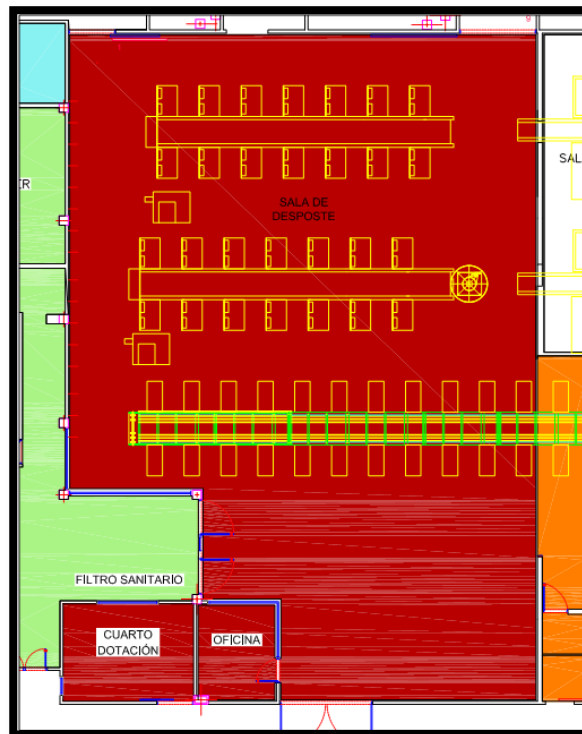 ER
SAL
SALA DE
DESPOSTE
FILTRO SANITARIO
CUARTO
DOTACIÓN
OFICINA